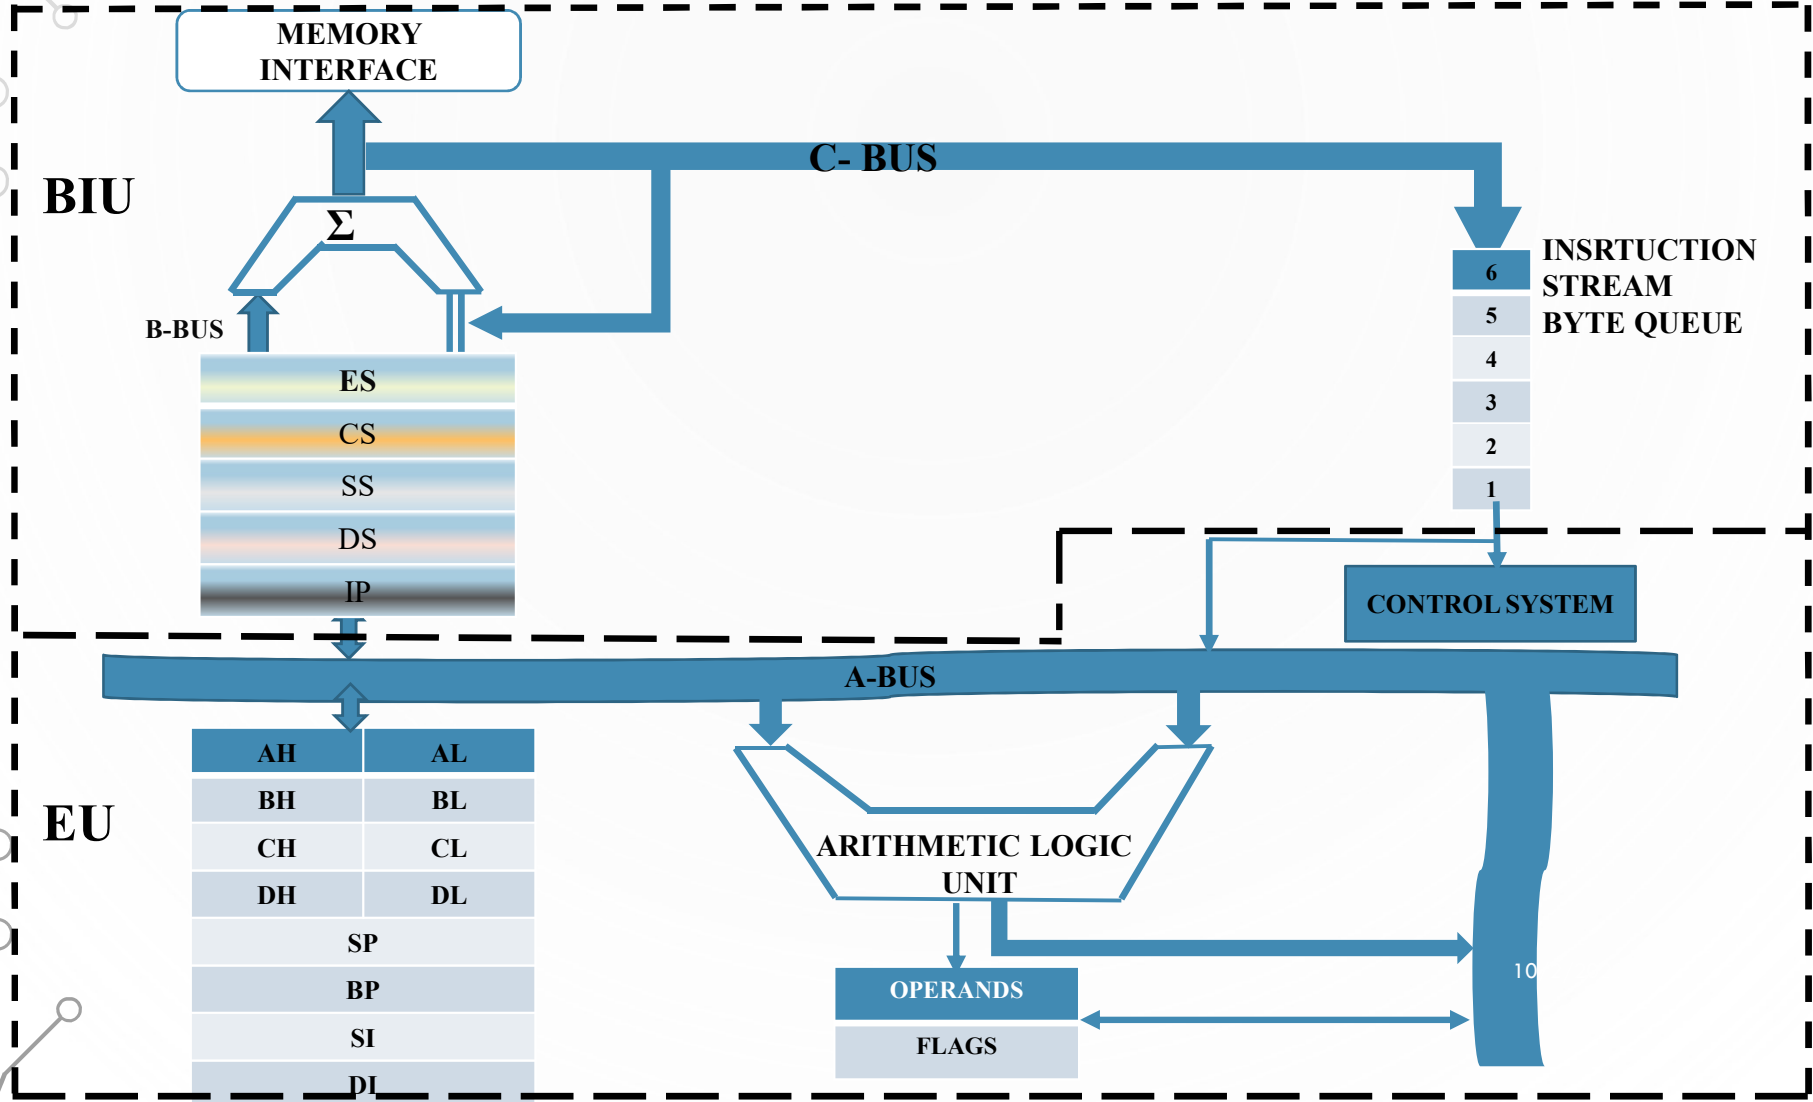 MEMORY
INTERFACE
C- BUS
BIU
Σ
B-BUS
6
5
4
3
2
1
INSRTUCTION
STREAM
BYTE QUEUE
ES
CS
SS
DS
IP
CONTROL SYSTEM
A-BUS
EU
AH AL
BH BL
CH CL
DH DL
SP
BP
SI
DI
ARITHMETIC LOGIC
UNIT
OPERANDS
FLAGS
10